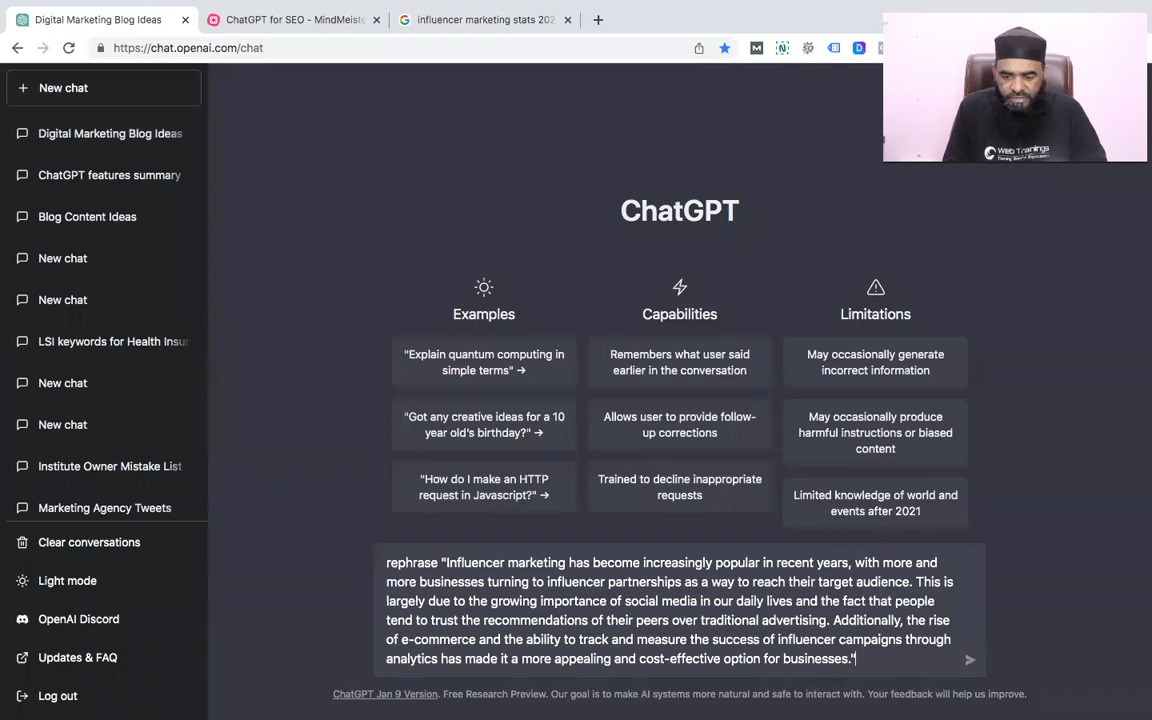 Digital Marketing Blog Ideas
ChatGPT for SEO - MindMeiste
influencer marketing stats 202
https://chat.openai.com/chat
New chat
Digital Marketing Blog Ideas
ChatGPT features summary
Blog Content Ideas
New chat
New chat
LSI keywords for Health Insur
New chat
New chat
Institute Owner Mistake List
Marketing Agency Tweets
Clear conversations
Light mode
OpenAI Discord
Updates & FAQ
Log out
Web Trainings
ChatGPT
Examples
"Explain quantum computing in
simple terms" →
"Got any creative ideas for a 10
year old's birthday?" →
"How do I make an HTTP
request in Javascript?" →
Capabilities
Remembers what user said
earlier in the conversation
Allows user to provide follow-
up corrections
Trained to decline inappropriate
requests
Limitations
May occasionally generate
incorrect information
May occasionally produce
harmful instructions or biased
content
Limited knowledge of world and
events after 2021
rephrase "Influencer marketing has become increasingly popular in recent years, with more and
more businesses turning to influencer partnerships as a way to reach their target audience. This is
largely due to the growing importance of social media in our daily lives and the fact that people
tend to trust the recommendations of their peers over traditional advertising. Additionally, the rise
of e-commerce and the ability to track and measure the success of influencer campaigns through
analytics has made it a more appealing and cost-effective option for businesses."
ChatGPT Jan 9 Version. Free Research Preview. Our goal is to make AI systems more natural and safe to interact with. Your feedback will help us improve.